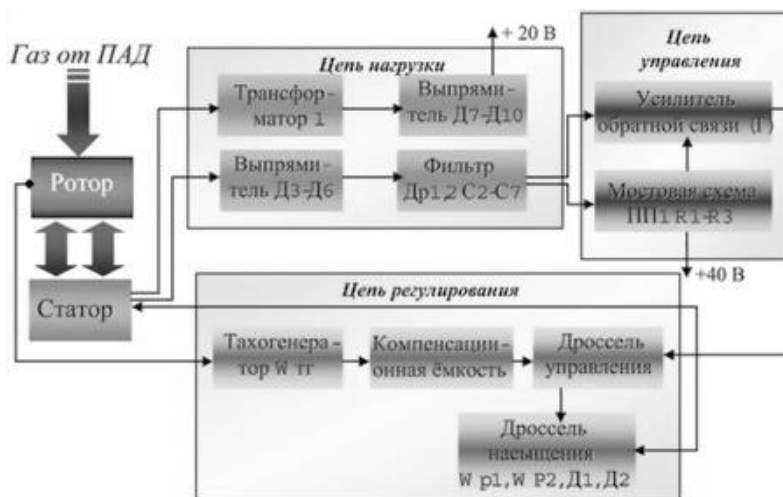 Газ от ПАД
Ротор
Статор
Цепь нагрузки
+ 20 В
Трансфор-
матор 1
Выпрями-
тель Д7-Д10
Выпрями-
тель Д3-Д6
Фильтр
Др1,2 С2-С7
Цепь
управления
Усилитель
обратной связи (Г)
Мостовая схема
ПП1 R1-R3
+40 В
Цепь регулирования
Тахогенера-
тор W тг
Компенсаци-
онная ёмкость
Дроссель
управления
Дроссель
насыщения
W p1, W P2, Д1, Д2